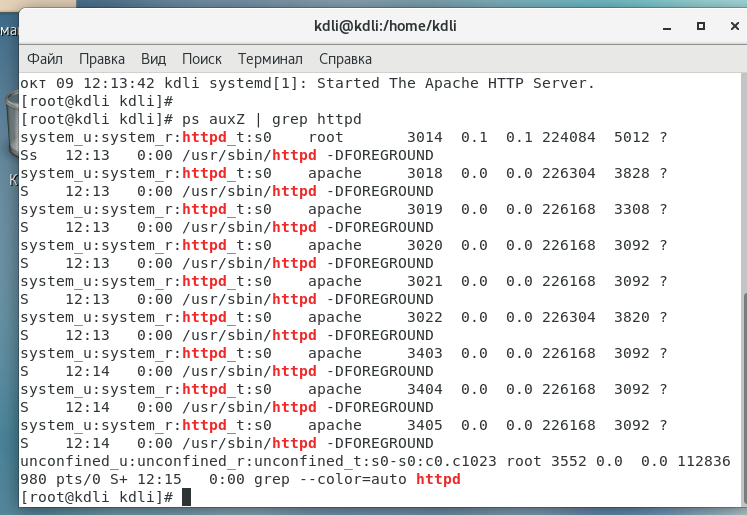 kdli@kdli:/home/kdli
Файл Правка Вид Поиск Терминал Справка
окт 09 12:13:42 kdli systemd[1]: Started The Apache HTTP Server.
[root@kdli kdli]#
[root@kdli kdli]# ps auxZ | grep httpd
system_u:system_r:httpd_t:s0    root       3014  0.1  0.1 224084  5012 ?
Ss   12:13   0:00 /usr/sbin/httpd -DFOREGROUND
system_u:system_r:httpd_t:s0    apache     3018  0.0  0.0 226304  3828 ?
S    12:13   0:00 /usr/sbin/httpd -DFOREGROUND
system_u:system_r:httpd_t:s0    apache     3019  0.0  0.0 226168  3308 ?
S    12:13   0:00 /usr/sbin/httpd -DFOREGROUND
system_u:system_r:httpd_t:s0    apache     3020  0.0  0.0 226168  3092 ?
S    12:13   0:00 /usr/sbin/httpd -DFOREGROUND
system_u:system_r:httpd_t:s0    apache     3021  0.0  0.0 226168  3092 ?
S    12:13   0:00 /usr/sbin/httpd -DFOREGROUND
system_u:system_r:httpd_t:s0    apache     3022  0.0  0.0 226304  3820 ?
S    12:13   0:00 /usr/sbin/httpd -DFOREGROUND
system_u:system_r:httpd_t:s0    apache     3403  0.0  0.0 226168  3092 ?
S    12:14   0:00 /usr/sbin/httpd -DFOREGROUND
system_u:system_r:httpd_t:s0    apache     3404  0.0  0.0 226168  3092 ?
S    12:14   0:00 /usr/sbin/httpd -DFOREGROUND
system_u:system_r:httpd_t:s0    apache     3405  0.0  0.0 226168  3092 ?
S    12:14   0:00 /usr/sbin/httpd -DFOREGROUND
unconfined_u:unconfined_r:unconfined_t:s0-s0:c0.c1023 root 3552 0.0  0.0 112836
980 pts/0 S+ 12:15   0:00 grep --color=auto httpd
[root@kdli kdli]#